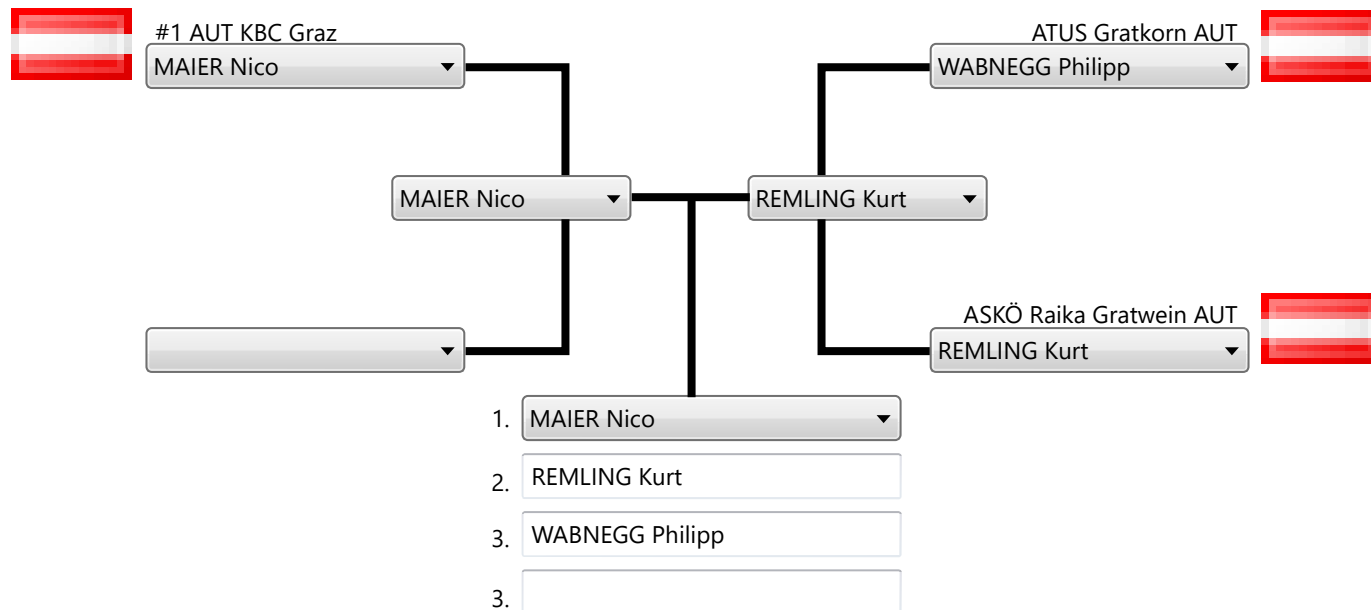 #1 AUT KBC Graz
MAIER Nico
ATUS Gratkorn AUT
WABNEGG Philipp
MAIER Nico
REMLING Kurt
ASKÖ Raika Gratwein AUT
REMLING Kurt
1. MAIER Nico
2. REMLING Kurt
3. WABNEGG Philipp
3.